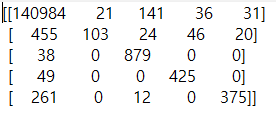 [[140984 21 141 36 31]
[ 455 103 24 46 20]
[ 38 0 879 0 0]
[ 49 0 0 425 0]
[ 261 0 12 0 375]]